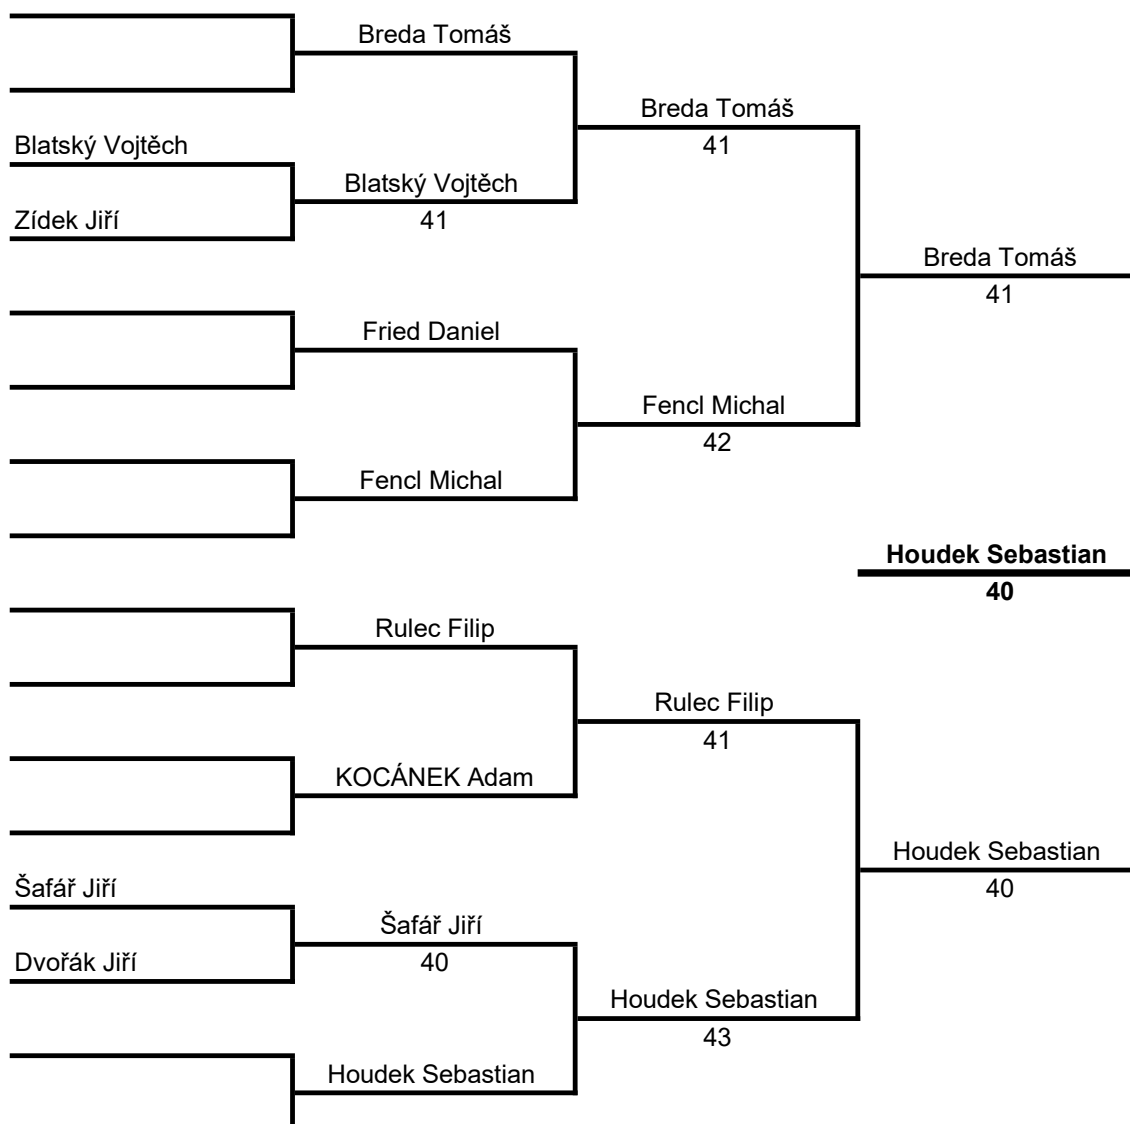 Breda Tomáš
Breda Tomáš
41
Blatský Vojtěch
Blatský Vojtěch
41
Zídek Jiří
Breda Tomáš
41
Fried Daniel
Fencl Michal
42
Fencl Michal
Houdek Sebastian
40
Rulec Filip
Rulec Filip
41
KOCÁNEK Adam
Houdek Sebastian
40
Šafář Jiří
Šafář Jiří
40
Dvořák Jiří
Houdek Sebastian
43
Houdek Sebastian